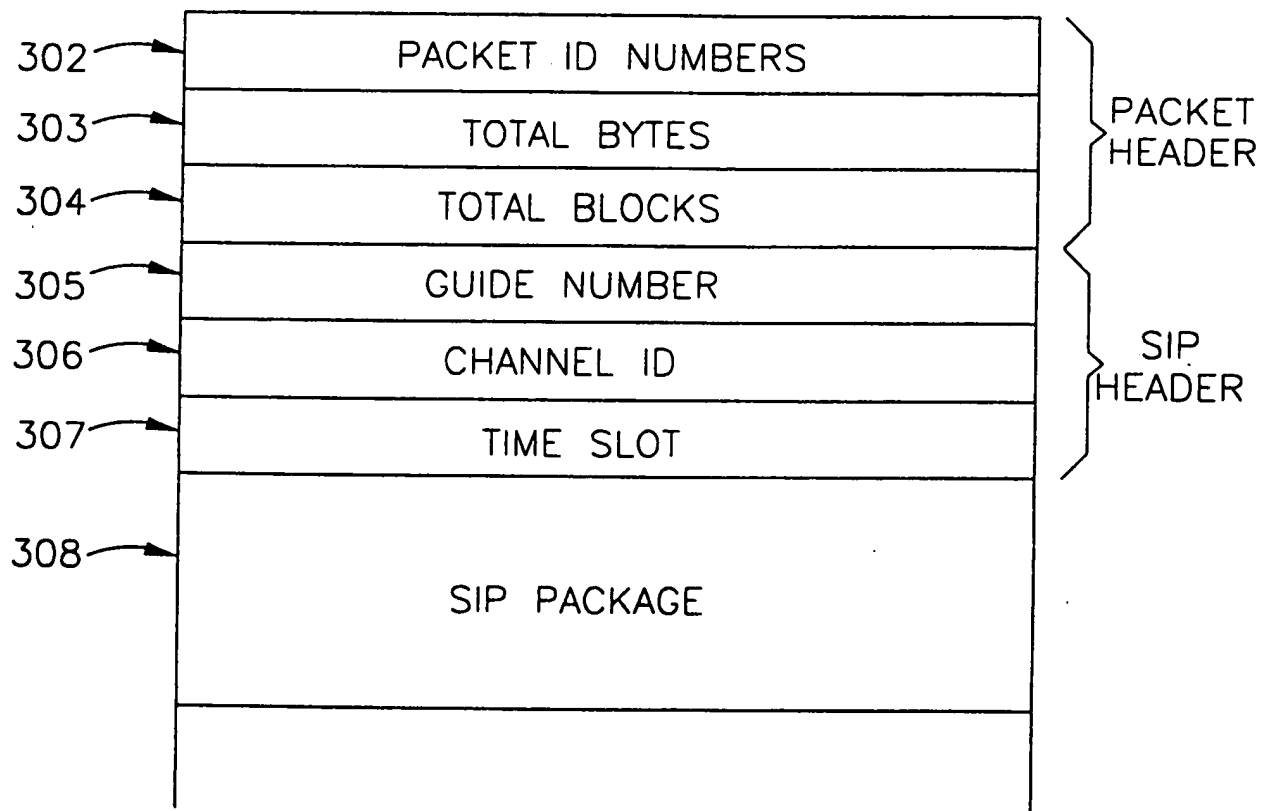 302 PACKET ID NUMBERS
303 TOTAL BYTES
304 TOTAL BLOCKS
PACKET
HEADER
305 GUIDE NUMBER
306 CHANNEL ID
307 TIME SLOT
SIP
HEADER
308
SIP PACKAGE